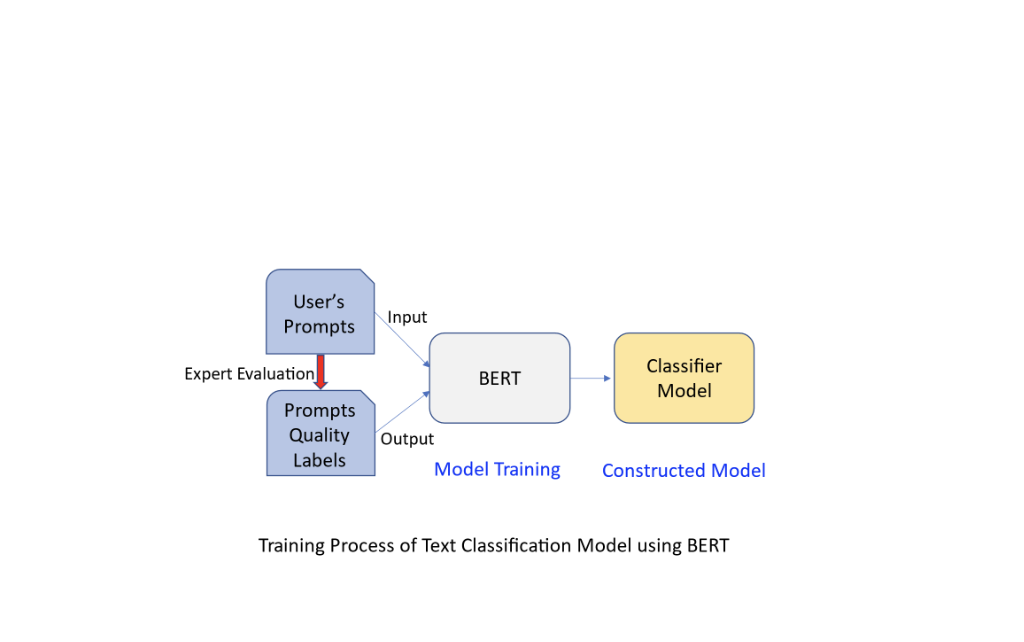 User's
Prompts
Input
Expert Evaluation
Prompts
Quality
Labels
Output
BERT
Classifier
Model
Model Training
Constructed Model
Training Process of Text Classification Model using BERT